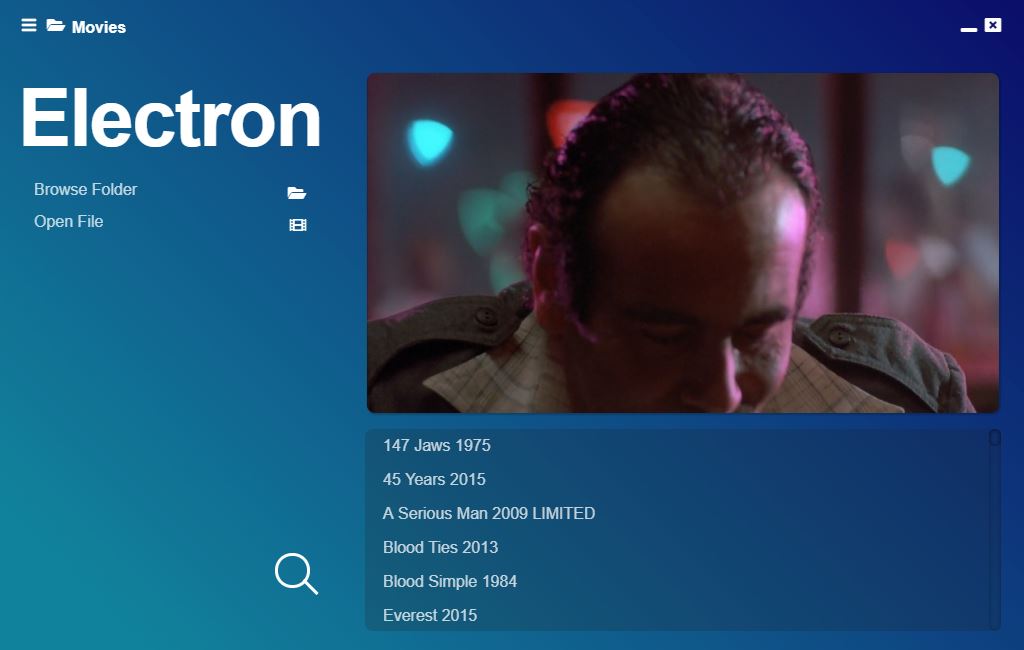 Movies
Electron
Browse Folder
Open File
147 Jaws 1975
45 Years 2015
A Serious Man 2009 LIMITED
Blood Ties 2013
Blood Simple 1984
Everest 2015